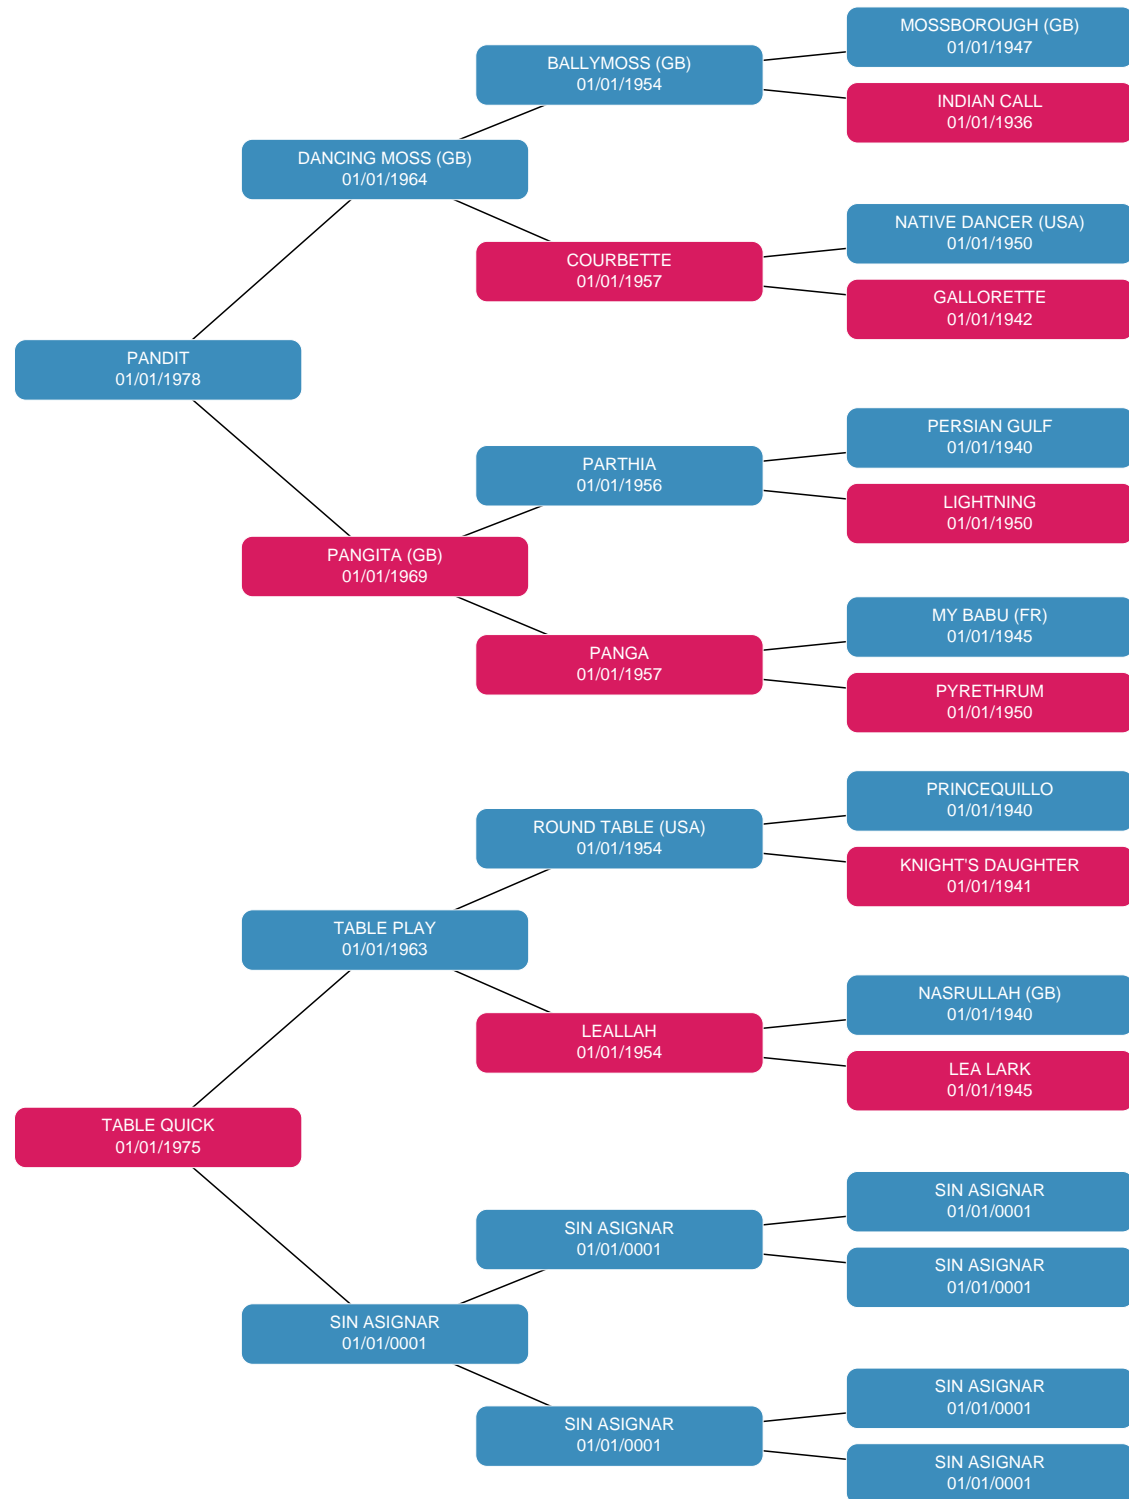 MOSSBOROUGH (GB)
01/01/1947
BALLYMOSS (GB)
01/01/1954
INDIAN CALL
01/01/1936
DANCING MOSS (GB)
01/01/1964
NATIVE DANCER (USA)
01/01/1950
COURBETTE
01/01/1957
GALLORETTE
01/01/1942
PANDIT
01/01/1978
PERSIAN GULF
01/01/1940
PARTHIA
01/01/1956
LIGHTNING
01/01/1950
PANGITA (GB)
01/01/1969
MY BABU (FR)
01/01/1945
PANGA
01/01/1957
PYRETHRUM
01/01/1950
PRINCEQUILLO
01/01/1940
ROUND TABLE (USA)
01/01/1954
KNIGHT'S DAUGHTER
01/01/1941
TABLE PLAY
01/01/1963
NASRULLAH (GB)
01/01/1940
LEALLAH
01/01/1954
LEA LARK
01/01/1945
TABLE QUICK
01/01/1975
SIN ASIGNAR
01/01/0001
SIN ASIGNAR
01/01/0001
SIN ASIGNAR
01/01/0001
SIN ASIGNAR
01/01/0001
SIN ASIGNAR
01/01/0001
SIN ASIGNAR
01/01/0001
SIN ASIGNAR
01/01/0001